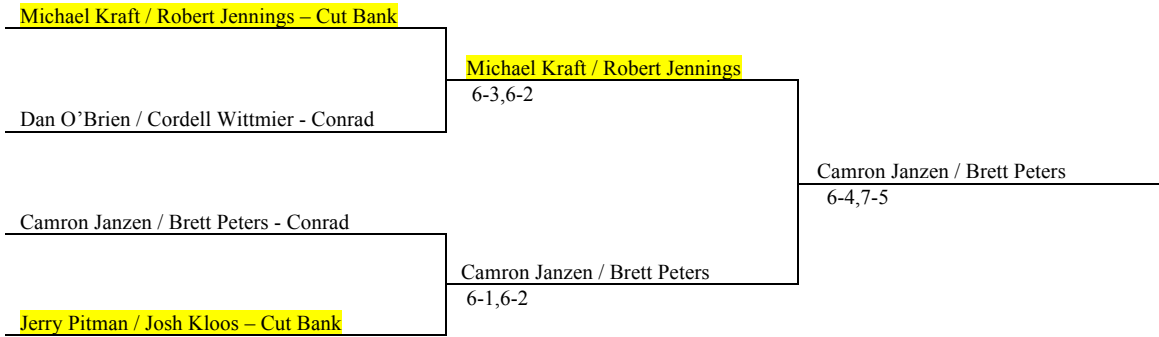 Michael Kraft / Robert Jennings – Cut Bank
Michael Kraft / Robert Jennings
6-3,6-2
Dan O’Brien / Cordell Wittmier - Conrad
Camron Janzen / Brett Peters
6-4,7-5
Camron Janzen / Brett Peters - Conrad
Camron Janzen / Brett Peters
6-1,6-2
Jerry Pitman / Josh Kloos – Cut Bank